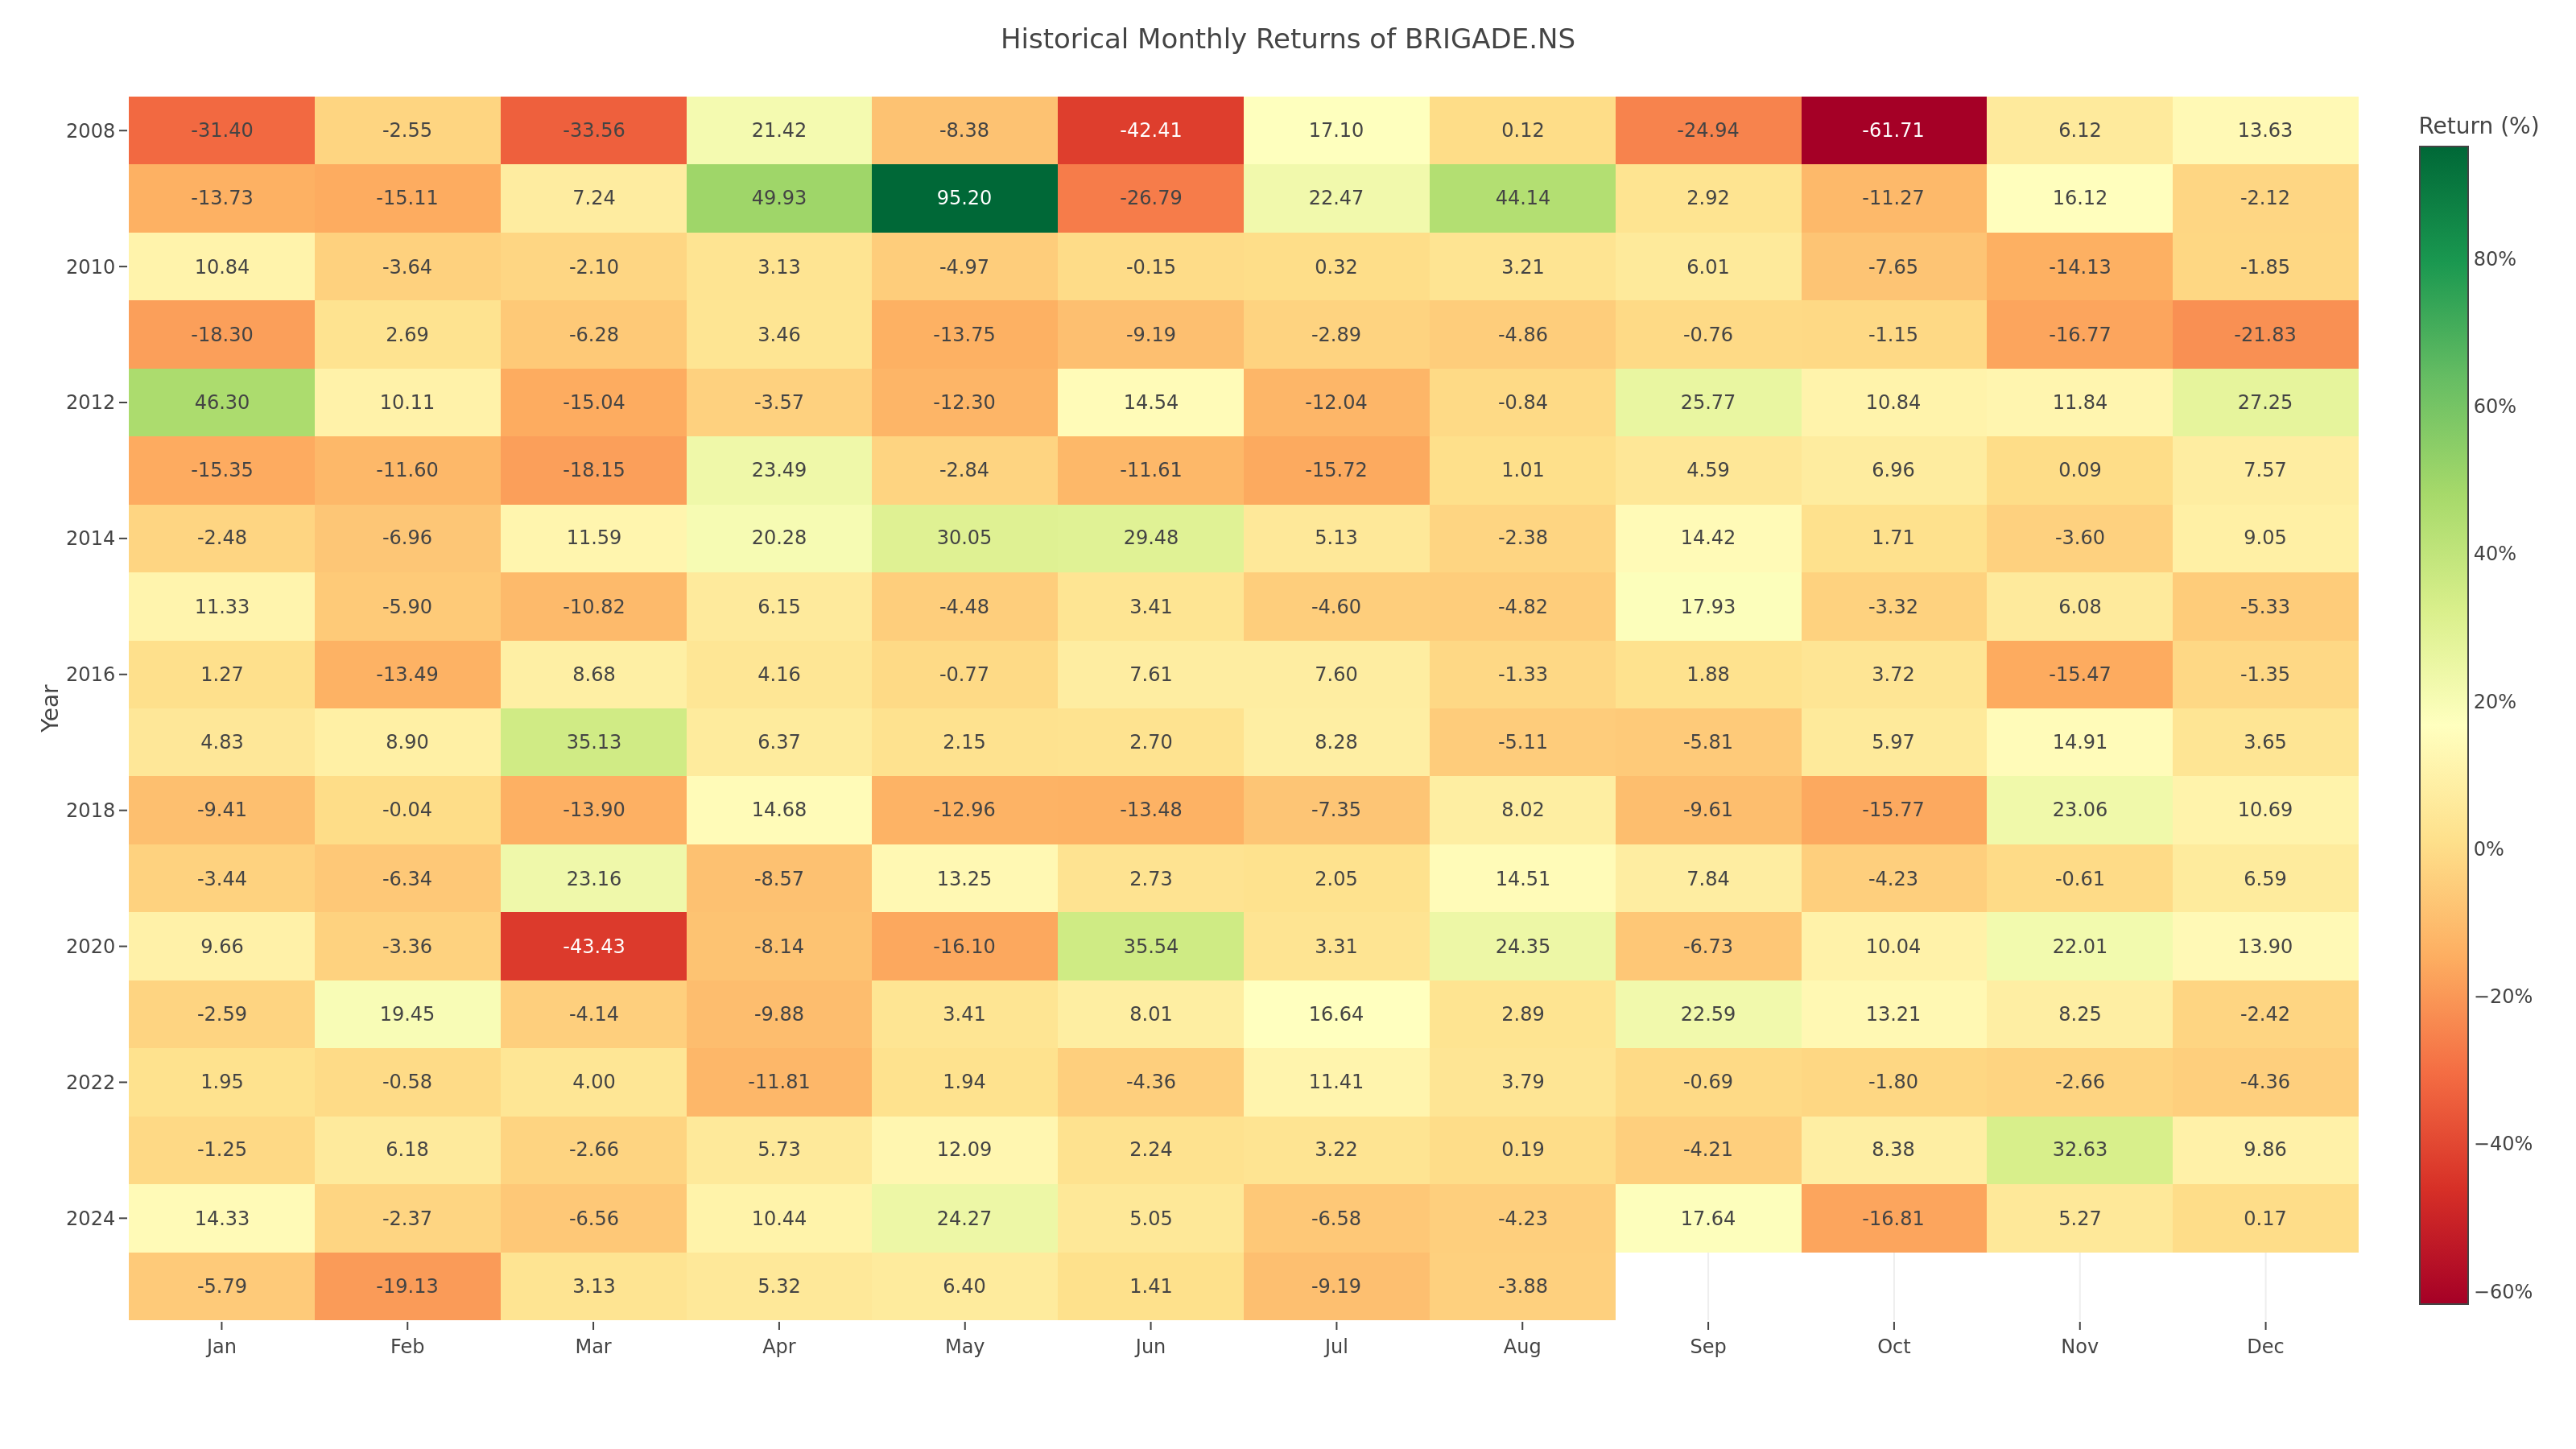 Historical Monthly Returns of BRIGADE.NS
Return (%)
2008 -31.40 -2.55 -33.56 21.42 -8.38 -42.41 17.10 0.12 -24.94 -61.71 6.12 13.63
-13.73 -15.11 7.24 49.93 95.20 -26.79 22.47 44.14 2.92 -11.27 16.12 -2.12
80%
2010 10.84 -3.64 -2.10 3.13 -4.97 -0.15 0.32 3.21 6.01 -7.65 -14.13 -1.85
-18.30 2.69 -6.28 3.46 -13.75 -9.19 -2.89 -4.86 -0.76 -1.15 -16.77 -21.83
2012 46.30 10.11 -15.04 -3.57 -12.30 14.54 -12.04 -0.84 25.77 10.84 11.84 27.25
60%
-15.35 -11.60 -18.15 23.49 -2.84 -11.61 -15.72 1.01 4.59 6.96 0.09 7.57
2014 -2.48 -6.96 11.59 20.28 30.05 29.48 5.13 -2.38 14.42 1.71 -3.60 9.05
40%
11.33 -5.90 -10.82 6.15 -4.48 3.41 -4.60 -4.82 17.93 -3.32 6.08 -5.33
2016 1.27 -13.49 8.68 4.16 -0.77 7.61 7.60 -1.33 1.88 3.72 -15.47 -1.35
20%
Year
4.83 8.90 35.13 6.37 2.15 2.70 8.28 -5.11 -5.81 5.97 14.91 3.65
2018 -9.41 -0.04 -13.90 14.68 -12.96 -13.48 -7.35 8.02 -9.61 -15.77 23.06 10.69
0%
-3.44 -6.34 23.16 -8.57 13.25 2.73 2.05 14.51 7.84 -4.23 -0.61 6.59
2020 9.66 -3.36 -43.43 -8.14 -16.10 35.54 3.31 24.35 -6.73 10.04 22.01 13.90
−20%
-2.59 19.45 -4.14 -9.88 3.41 8.01 16.64 2.89 22.59 13.21 8.25 -2.42
2022 1.95 -0.58 4.00 -11.81 1.94 -4.36 11.41 3.79 -0.69 -1.80 -2.66 -4.36
−40%
-1.25 6.18 -2.66 5.73 12.09 2.24 3.22 0.19 -4.21 8.38 32.63 9.86
2024 14.33 -2.37 -6.56 10.44 24.27 5.05 -6.58 -4.23 17.64 -16.81 5.27 0.17
-5.79 -19.13 3.13 5.32 6.40 1.41 -9.19 -3.88
−60%
Jan Feb Mar Apr May Jun Jul Aug Sep Oct Nov Dec